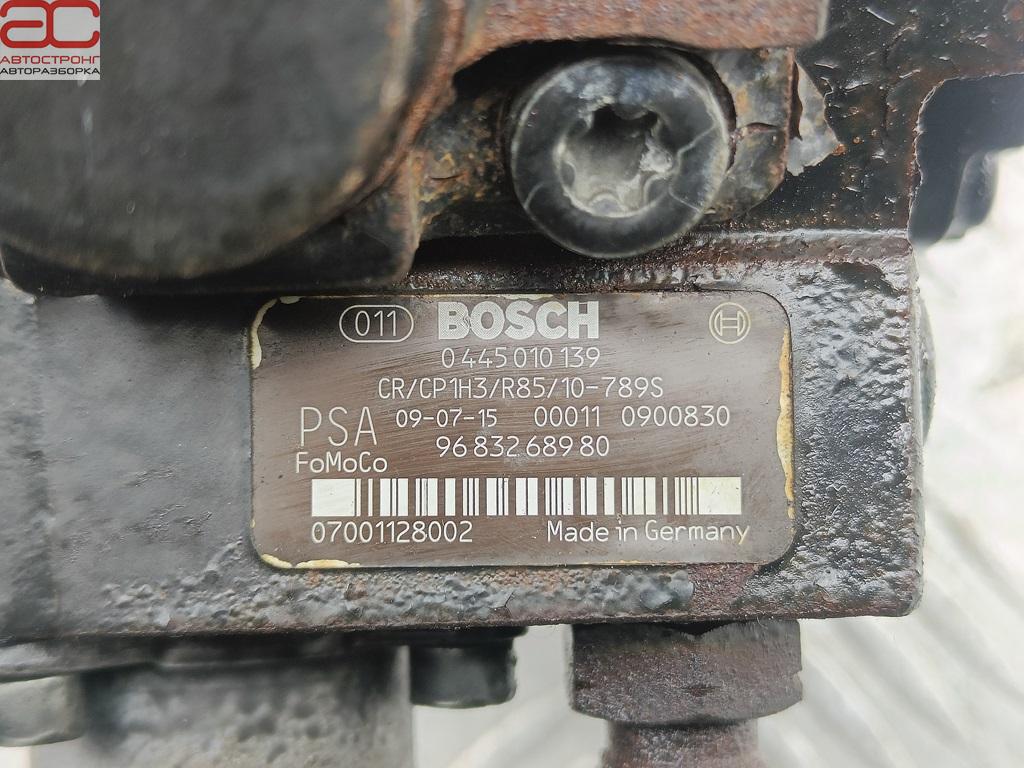 ac
АВТОСТРОНГ
АВТОРАЗБОРКА
011 BOSCH
0 445 010 139
CR/CP1H3/R85/10-789S
PSA 09-07-15 00011 0900830
FoMoCo 96 832 689 80
07001128002 Made in Germany